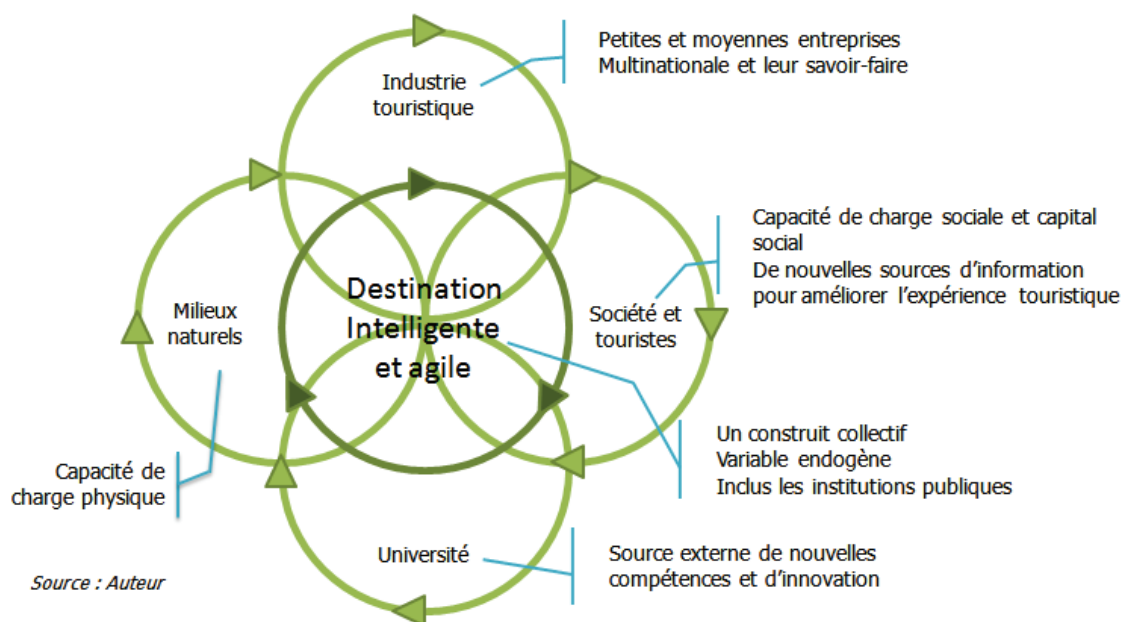 Petites et moyennes entreprises
Multinationale et leur savoir-faire
Industrie
touristique
Capacité de charge sociale et capital
social
De nouvelles sources d'information
pour améliorer l'expérience touristique
Milieux
naturels
Destination
Intelligente
et agile
Société et
touristes
Un construit collectif
Variable endogène
Inclus les institutions publiques
Capacité de
charge physique
Université
Source externe de nouvelles
compétences et d'innovation
Source : Auteur